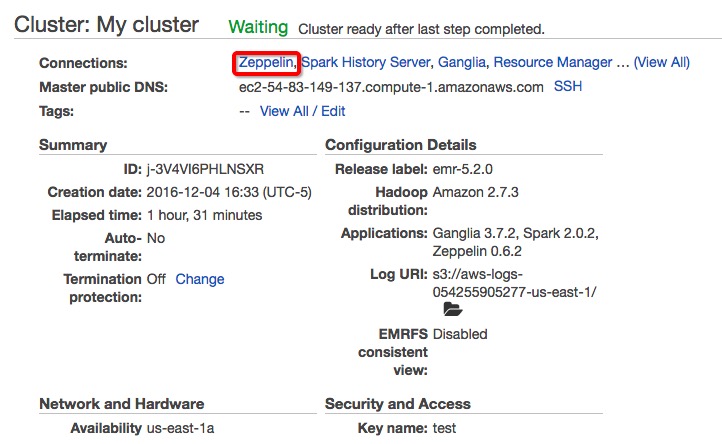 Cluster: My cluster Waiting Cluster ready after last step completed.
Connections: Zeppelin, Spark History Server, Ganglia, Resource Manager … (View All)
Master public DNS: ec2-54-83-149-137.compute-1.amazonaws.com SSH
Tags: -- View All / Edit
Summary
ID: j-3V4VI6PHLNSXR
Creation date: 2016-12-04 16:33 (UTC-5)
Elapsed time: 1 hour, 31 minutes
Auto- No
terminate:
Termination Off Change
protection:
Configuration Details
Release label: emr-5.2.0
Hadoop Amazon 2.7.3
distribution:
Applications: Ganglia 3.7.2, Spark 2.0.2,
Zeppelin 0.6.2
Log URI: s3://aws-logs-
054255905277-us-east-1/
EMRFS Disabled
consistent
view:
Network and Hardware
Availability us-east-1a
Security and Access
Key name: test